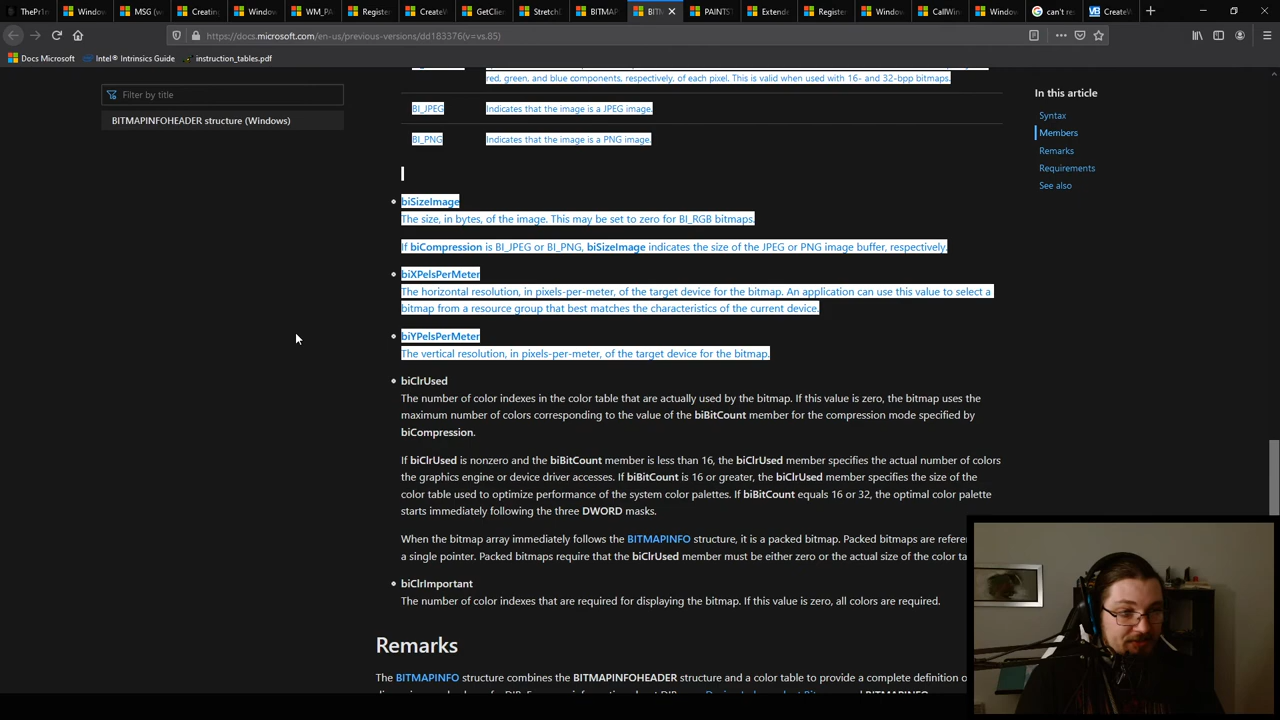 ThePr1n
Window
MSG (w
Creating
Window
WM_PA
Register
CreateW
GetClie
StretchD
BITMAP
BITM
PAINTST
Extende
Register
Window
CallWin
Window
can't re
CreateW
https://docs.microsoft.com/en-us/previous-versions/dd183376(v=vs.85)
Docs Microsoft
Intel® Intrinsics Guide
instruction_tables.pdf
Filter by title
BITMAPINFOHEADER structure (Windows)
red, green, and blue components, respectively, of each pixel. This is valid when used with 16- and 32-bpp bitmaps.
BI_JPEG
Indicates that the image is a JPEG image.
BI_PNG
Indicates that the image is a PNG image.
biSizeImage
The size, in bytes, of the image. This may be set to zero for BI_RGB bitmaps.
If biCompression is BI_JPEG or BI_PNG, biSizeImage indicates the size of the JPEG or PNG image buffer, respectively.
biXPelsPerMeter
The horizontal resolution, in pixels-per-meter, of the target device for the bitmap. An application can use this value to select a
bitmap from a resource group that best matches the characteristics of the current device.
biYPelsPerMeter
The vertical resolution, in pixels-per-meter, of the target device for the bitmap.
biClrUsed
The number of color indexes in the color table that are actually used by the bitmap. If this value is zero, the bitmap uses the
maximum number of colors corresponding to the value of the biBitCount member for the compression mode specified by
biCompression.
If biClrUsed is nonzero and the biBitCount member is less than 16, the biClrUsed member specifies the actual number of colors
the graphics engine or device driver accesses. If biBitCount is 16 or greater, the biClrUsed member specifies the size of the
color table used to optimize performance of the system color palettes. If biBitCount equals 16 or 32, the optimal color palette
starts immediately following the three DWORD masks.
When the bitmap array immediately follows the BITMAPINFO structure, it is a packed bitmap. Packed bitmaps are referen
a single pointer. Packed bitmaps require that the biClrUsed member must be either zero or the actual size of the color ta
biClrImportant
The number of color indexes that are required for displaying the bitmap. If this value is zero, all colors are required.
Remarks
The BITMAPINFO structure combines the BITMAPINFOHEADER structure and a color table to provide a complete definition o
In this article
Syntax
Members
Remarks
Requirements
See also